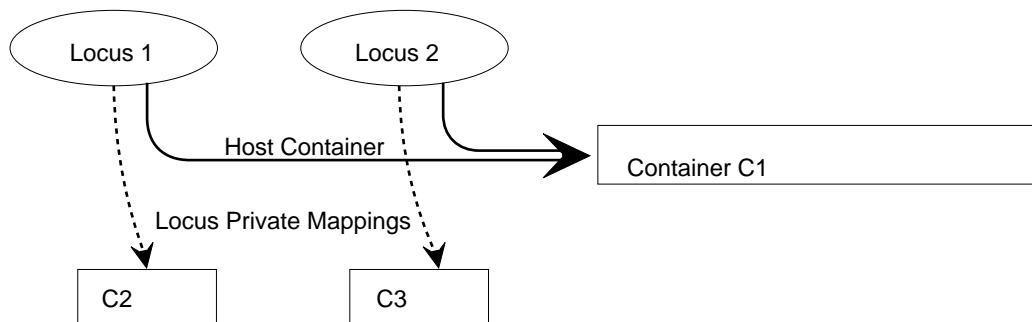 Locus 1
Locus 2
Host Container
Container C1
Locus Private Mappings
C2
C3